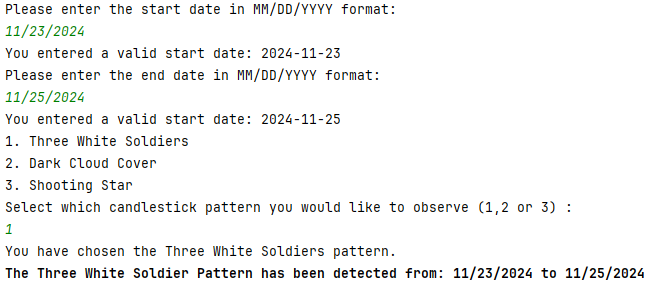 Please enter the start date in MM/DD/YYYY format:
11/23/2024
You entered a valid start date: 2024-11-23
Please enter the end date in MM/DD/YYYY format:
11/25/2024
You entered a valid start date: 2024-11-25
1. Three White Soldiers
2. Dark Cloud Cover
3. Shooting Star
Select which candlestick pattern you would like to observe (1,2 or 3) :
1
You have chosen the Three White Soldiers pattern.
The Three White Soldier Pattern has been detected from: 11/23/2024 to 11/25/2024